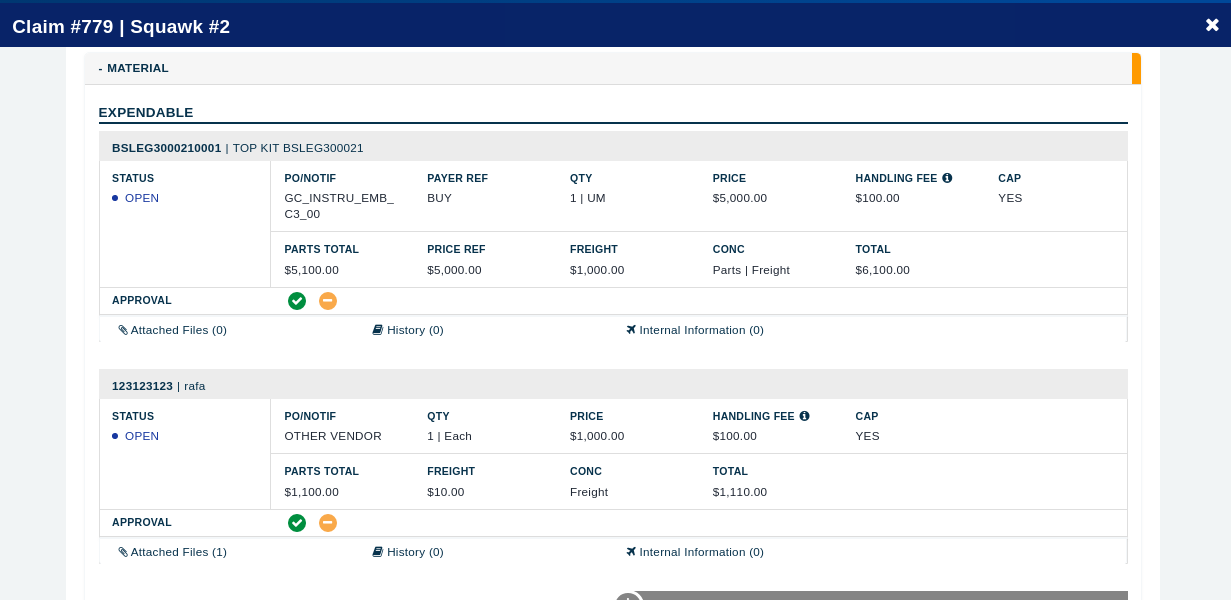 Claim #779 | Squawk #2
- MATERIAL
EXPENDABLE
BSLEG3000210001 | TOP KIT BSLEG300021
STATUS PO/NOTIF PAYER REF QTY PRICE HANDLING FEE CAP
OPEN GC_INSTRU_EMB_ BUY 1 | UM $5,000.00 $100.00 YES
C3_00
PARTS TOTAL PRICE REF FREIGHT CONC TOTAL
$5,100.00 $5,000.00 $1,000.00 Parts | Freight $6,100.00
APPROVAL
Attached Files (0) History (0) Internal Information (0)
123123123 | rafa
STATUS PO/NOTIF QTY PRICE HANDLING FEE CAP
OPEN OTHER VENDOR 1 | Each $1,000.00 $100.00 YES
PARTS TOTAL FREIGHT CONC TOTAL
$1,100.00 $10.00 Freight $1,110.00
APPROVAL
Attached Files (1) History (0) Internal Information (0)